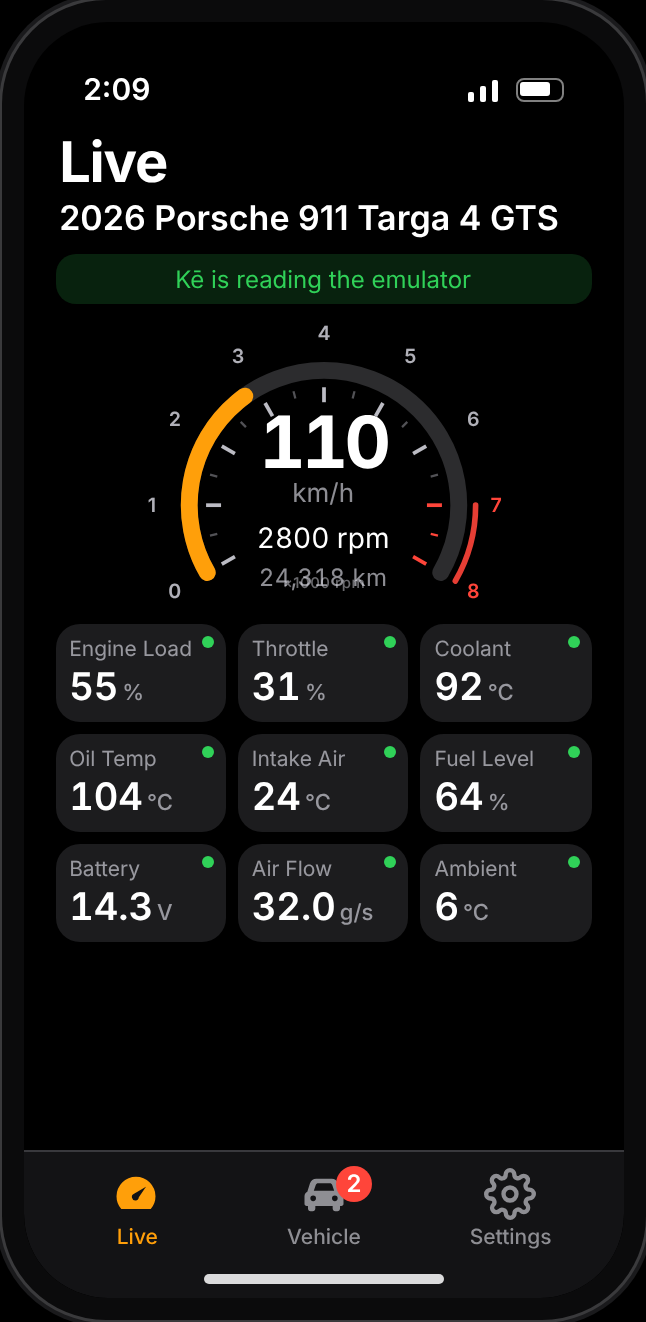 2:09
Live
2026 Porsche 911 Targa 4 GTS
Kē is reading the emulator
4
3 5
2 6
110
km/h
1 7
2800 rpm
24,318 km
×1000 rpm
0 8
Engine Load Throttle Coolant
55 % 31 % 92 °C
Oil Temp Intake Air Fuel Level
104 °C 24 °C 64 %
Battery Air Flow Ambient
14.3 V 32.0 g/s 6 °C
2
Live Vehicle Settings